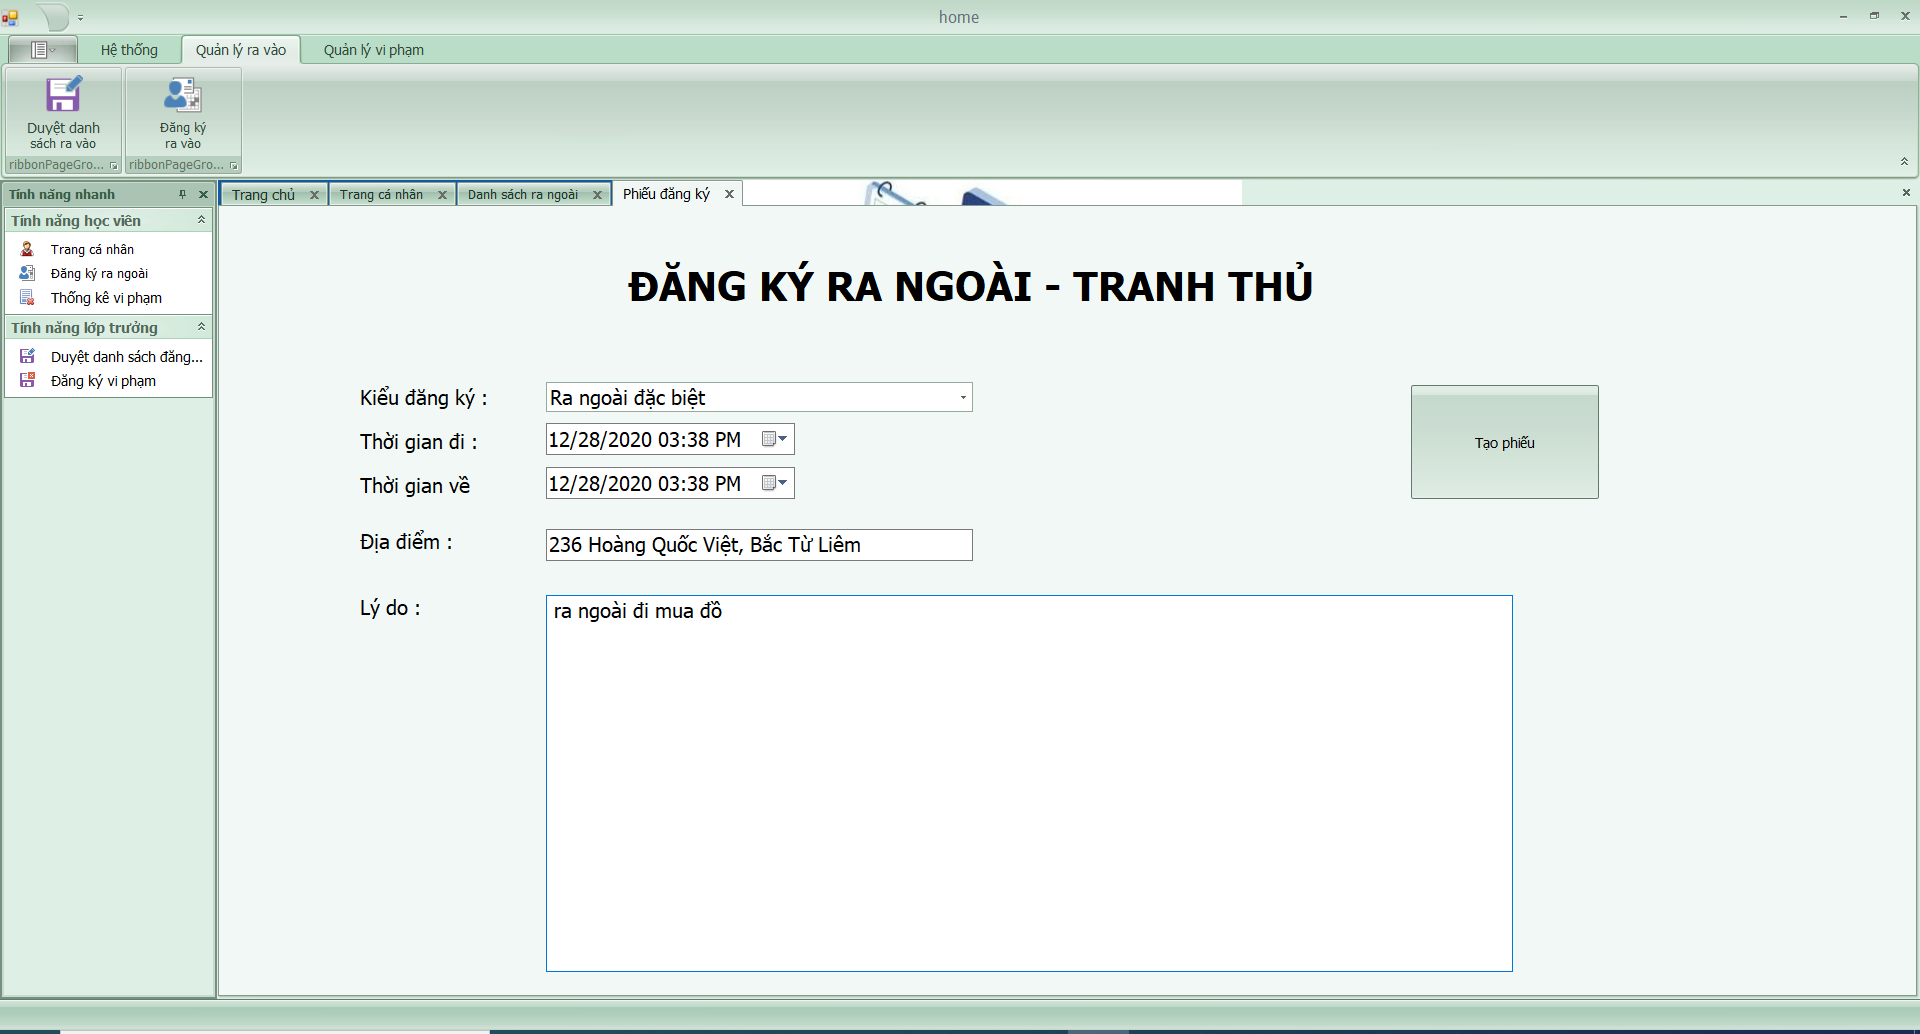 home
Hệ thống
Quản lý ra vào
Quản lý vi phạm
Duyệt danh
sách ra vào
Đăng ký
ra vào
ribbonPageGro...
ribbonPageGro...
Tính năng nhanh
Tính năng học viên
Trang cá nhân
Đăng ký ra ngoài
Thống kê vi phạm
Tính năng lớp trưởng
Duyệt danh sách đăng...
Đăng ký vi phạm
Trang chủ
Trang cá nhân
Danh sách ra ngoài
Phiếu đăng ký
ĐĂNG KÝ RA NGOÀI - TRANH THỦ
Kiểu đăng ký :
Ra ngoài đặc biệt
Thời gian đi :
12/28/2020 03:38 PM
Thời gian về
12/28/2020 03:38 PM
Địa điểm :
236 Hoàng Quốc Việt, Bắc Từ Liêm
Lý do :
ra ngoài đi mua đồ
Tạo phiếu